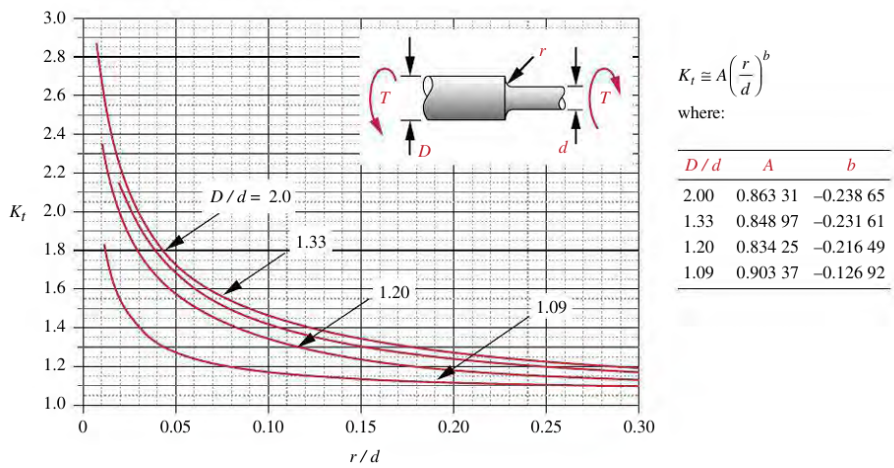 3.0
2.8
2.6
2.4
2.2
2.0
1.8
1.6
1.4
1.2
1.0
K_t
0 0.05 0.10 0.15 0.20 0.25 0.30
r / d
D / d = 2.0
1.33
1.20
1.09
r
T
T
D
d
K_t ≅ A(r/d)^b
where:
D / d A b
2.00 0.863 31 –0.238 65
1.33 0.848 97 –0.231 61
1.20 0.834 25 –0.216 49
1.09 0.903 37 –0.126 92